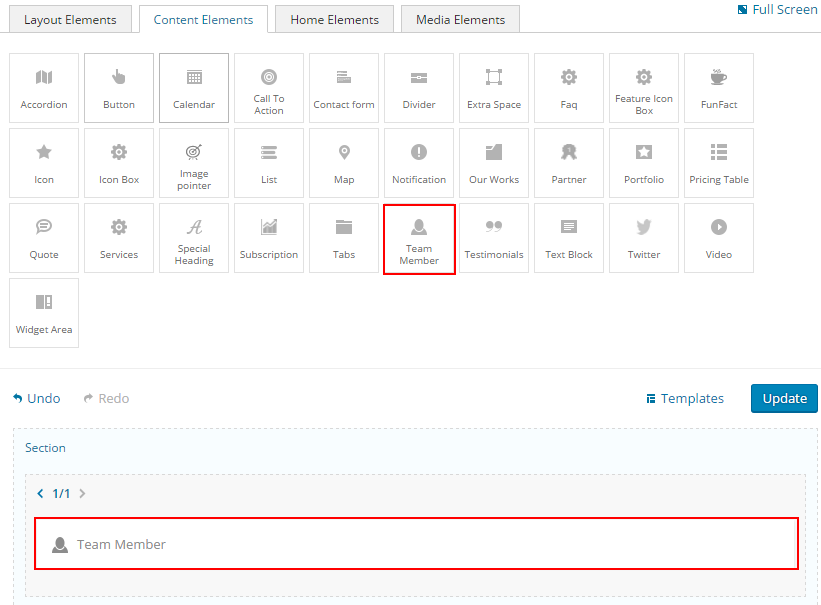 Layout Elements
Content Elements
Home Elements
Media Elements
Full Screen
Accordion
Button
Calendar
Call To
Action
Contact form
Divider
Extra Space
Faq
Feature Icon
Box
FunFact
Icon
Icon Box
Image
pointer
List
Map
Notification
Our Works
Partner
Portfolio
Pricing Table
Quote
Services
Special
Heading
Subscription
Tabs
Team
Member
Testimonials
Text Block
Twitter
Video
Widget Area
Undo
Redo
Templates
Update
Section
1/1
Team Member